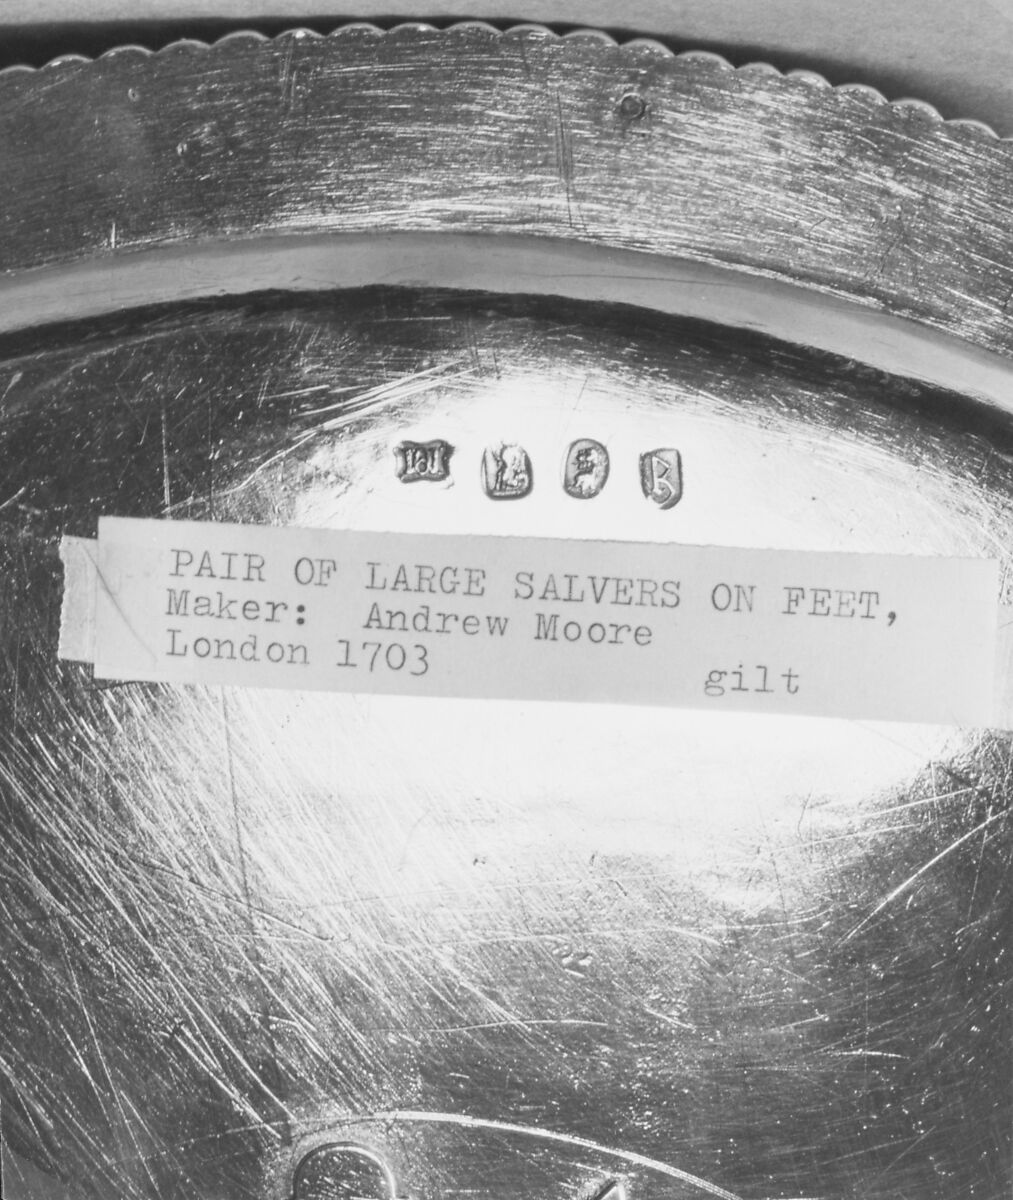 PAIR OF LARGE SALVERS ON FEET,
Maker: Andrew Moore
London 1703 gilt